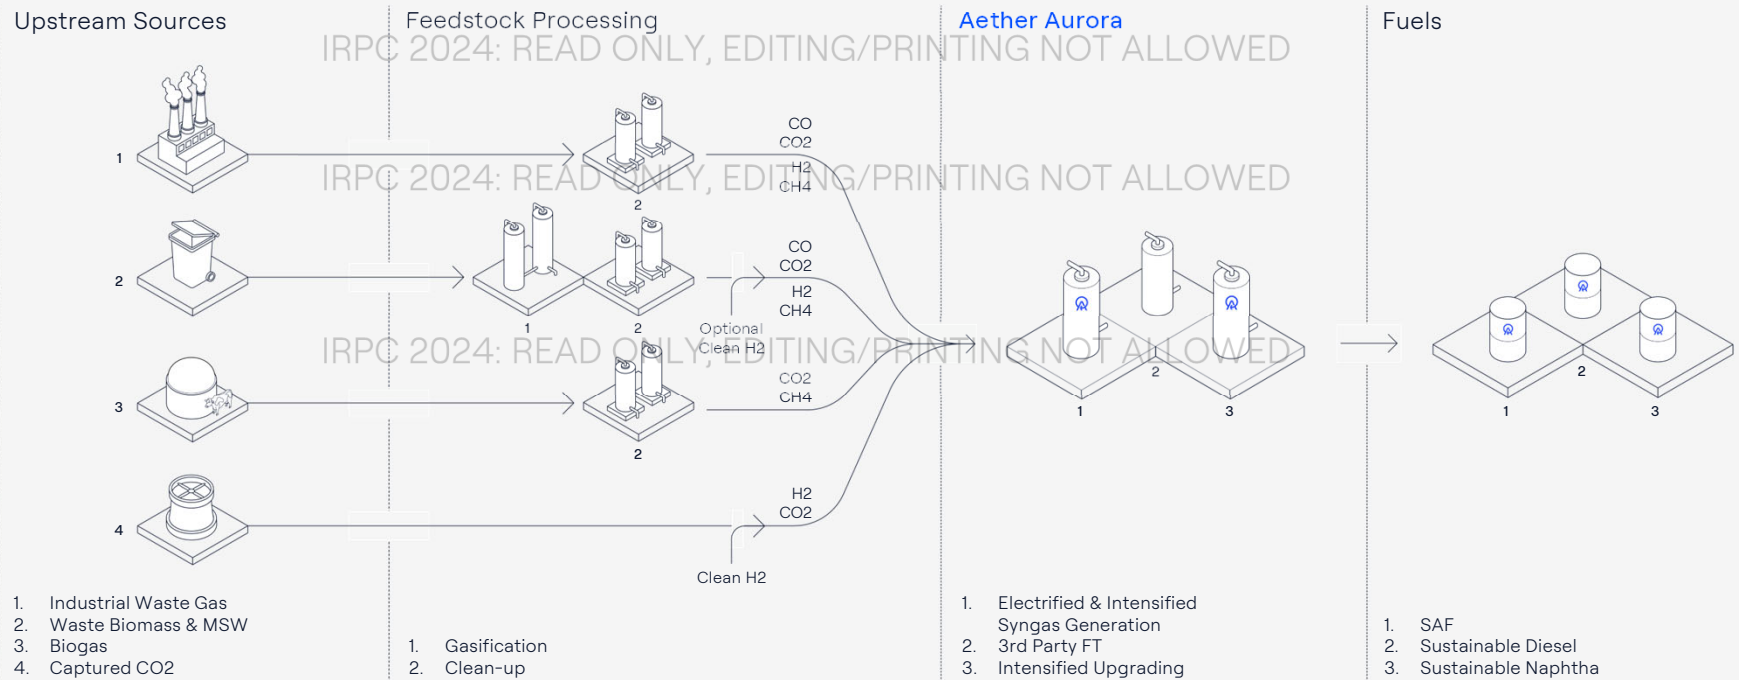 Upstream Sources
Feedstock Processing
Aether Aurora
Fuels
IRPC 2024: READ ONLY, EDITING/PRINTING NOT ALLOWED
1
2
CO
CO2
H2
CH4
IRPC 2024: READ ONLY, EDITING/PRINTING NOT ALLOWED
2
1
2
Optional
Clean H2
CO
CO2
H2
CH4
IRPC 2024: READ ONLY, EDITING/PRINTING NOT ALLOWED
3
2
CO2
CH4
4
H2
CO2
Clean H2
1
2
3
1
2
3
1. Industrial Waste Gas
2. Waste Biomass & MSW
3. Biogas
4. Captured CO2
1. Gasification
2. Clean-up
1. Electrified & Intensified
Syngas Generation
2. 3rd Party FT
3. Intensified Upgrading
1. SAF
2. Sustainable Diesel
3. Sustainable Naphtha